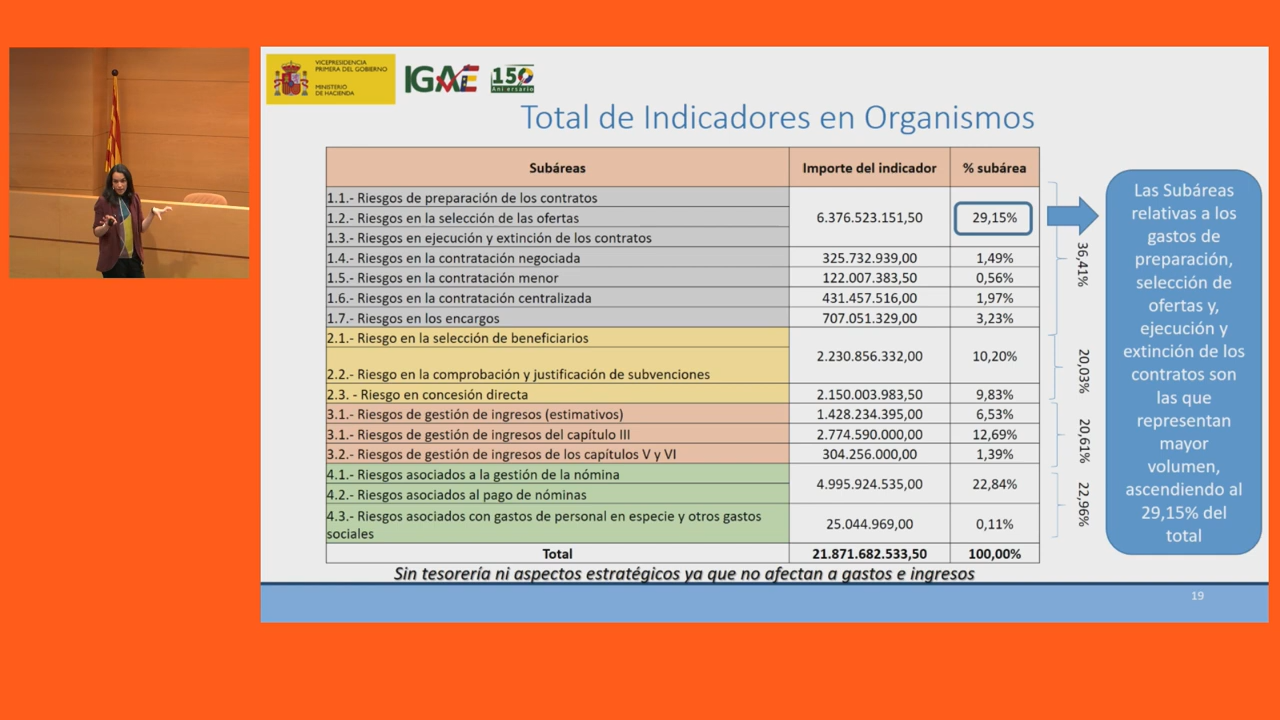 VICEPRESIDENCIA
PRIMERA DEL GOBIERNO
MINISTERIO
DE HACIENDA
IGAE
150
Aniversario
Total de Indicadores en Organismos
Subáreas Importe del indicador % subárea
1.1.- Riesgos de preparación de los contratos
1.2.- Riesgos en la selección de las ofertas 6.376.523.151,50 29,15%
1.3.- Riesgos en ejecución y extinción de los contratos
1.4.- Riesgos en la contratación negociada 325.732.939,00 1,49%
1.5.- Riesgos en la contratación menor 122.007.383,50 0,56%
1.6.- Riesgos en la contratación centralizada 431.457.516,00 1,97%
1.7.- Riesgos en los encargos 707.051.329,00 3,23%
36,41%
2.1.- Riesgo en la selección de beneficiarios
2.230.856.332,00 10,20%
2.2.- Riesgo en la comprobación y justificación de subvenciones
2.3. - Riesgo en concesión directa 2.150.003.983,50 9,83%
20,03%
3.1.- Riesgos de gestión de ingresos (estimativos) 1.428.234.395,00 6,53%
3.1.- Riesgos de gestión de ingresos del capítulo III 2.774.590.000,00 12,69%
3.2.- Riesgos de gestión de ingresos de los capítulos V y VI 304.256.000,00 1,39%
20,61%
4.1.- Riesgos asociados a la gestión de la nómina
4.995.924.535,00 22,84%
4.2.- Riesgos asociados al pago de nóminas
4.3.- Riesgos asociados con gastos de personal en especie y otros gastos
sociales 25.044.969,00 0,11%
22,96%
Total 21.871.682.533,50 100,00%
Sin tesorería ni aspectos estratégicos ya que no afectan a gastos e ingresos
Las Subáreas
relativas a los
gastos de
preparación,
selección de
ofertas y,
ejecución y
extinción de los
contratos son
las que
representan
mayor
volumen,
ascendiendo al
29,15% del
total
19